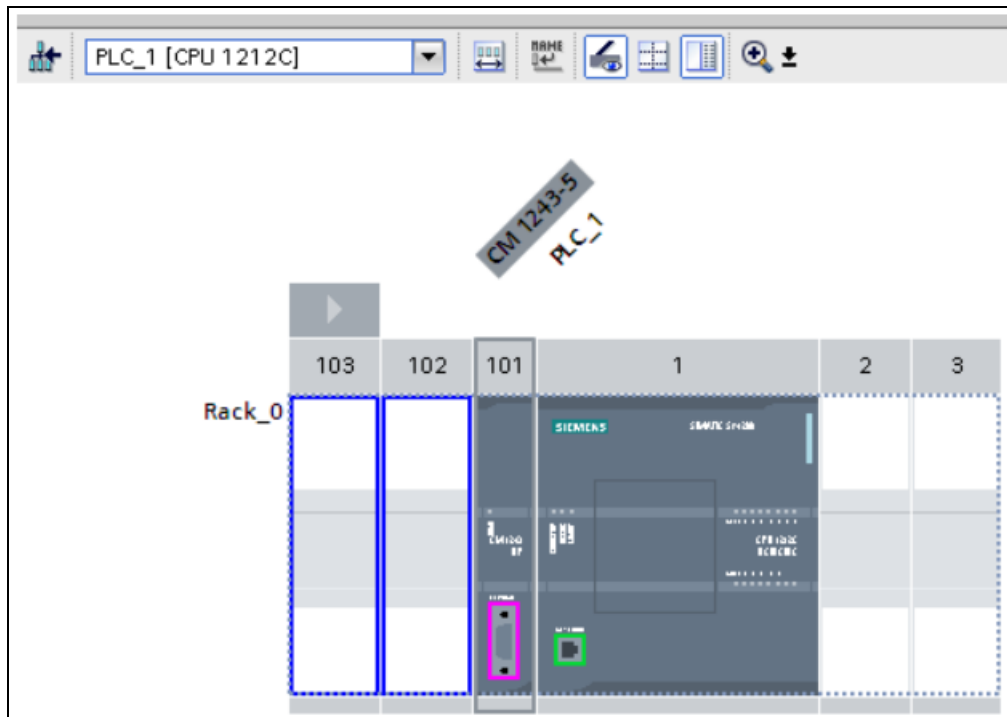 PLC_1 [CPU 1212C]
NAME
CM 1243-5
PLC_1
103 102 101 1 2 3
Rack_0
SIEMENS